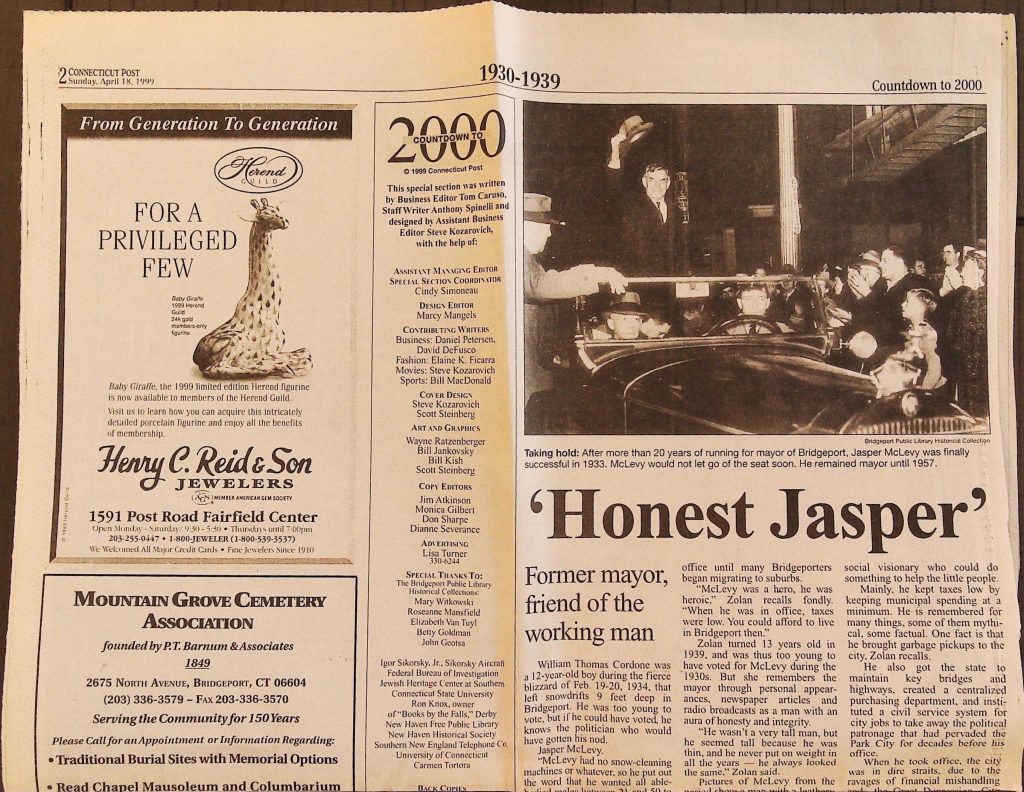 2 CONNECTICUT POST
Sunday, April 18, 1999
1930-1939
Countdown to 2000
From Generation To Generation
Herend
GUILD
FOR A
PRIVILEGED
FEW
Baby Giraffe,
1999 Herend
Guild
24k gold
members-only
figurine.
Baby Giraffe, the 1999 limited edition Herend figurine
is now available to members of the Herend Guild.
Visit us to learn how you can acquire this intricately
detailed porcelain figurine and enjoy all the benefits
of membership.
Henry C. Reid & Son
JEWELERS
AGS MEMBER AMERICAN GEM SOCIETY
1591 Post Road Fairfield Center
Open Monday - Saturday: 9:30 - 5:30 • Thursdays until 7:00pm
203-255-0447 • 1-800-JEWELER (1-800-539-3537)
We Welcomed All Major Credit Cards • Fine Jewelers Since 1910
© 1999 Herend Guild
MOUNTAIN GROVE CEMETERY
ASSOCIATION
founded by P.T. Barnum & Associates
1849
2675 NORTH AVENUE, BRIDGEPORT, CT 06604
(203) 336-3579 ~ FAX 203-336-3570
Serving the Community for 150 Years
Please Call for an Appointment or Information Regarding:
• Traditional Burial Sites with Memorial Options
• Read Chapel Mausoleum and Columbarium
2000
COUNTDOWN TO
© 1999 Connecticut Post
This special section was written
by Business Editor Tom Caruso,
Staff Writer Anthony Spinelli and
designed by Assistant Business
Editor Steve Kozarovich,
with the help of:
ASSISTANT MANAGING EDITOR
SPECIAL SECTION COORDINATOR
Cindy Simoneau
DESIGN EDITOR
Marcy Mangels
CONTRIBUTING WRITERS
Business: Daniel Petersen,
David DeFusco
Fashion: Elaine K. Ficarra
Movies: Steve Kozarovich
Sports: Bill MacDonald
COVER DESIGN
Steve Kozarovich
Scott Steinberg
ART AND GRAPHICS
Wayne Ratzenberger
Bill Jankovsky
Bill Kish
Scott Steinberg
COPY EDITORS
Jim Atkinson
Monica Gilbert
Don Sharpe
Dianne Severance
ADVERTISING
Lisa Turner
330-6244
SPECIAL THANKS TO:
The Bridgeport Public Library
Historical Collections:
Mary Witkowski
Roseanne Mansfield
Elizabeth Van Tuyl
Betty Goldman
John Geotsa
Igor Sikorsky, Jr., Sikorsky Aircraft
Federal Bureau of Investigation
Jewish Heritage Center at Southern
Connecticut State University
Ron Knox, owner
of "Books by the Falls," Derby
New Haven Free Public Library
New Haven Historical Society
Southern New England Telephone Co.
University of Connecticut
Carmen Tortora
BACK COPIES
Bridgeport Public Library Historical Collection
Taking hold: After more than 20 years of running for mayor of Bridgeport, Jasper McLevy was finally
successful in 1933. McLevy would not let go of the seat soon. He remained mayor until 1957.
'Honest Jasper'
Former mayor,
friend of the
working man
William Thomas Cordone was
a 12-year-old boy during the fierce
blizzard of Feb. 19-20, 1934, that
left snowdrifts 9 feet deep in
Bridgeport. He was too young to
vote, but if he could have voted, he
knows the politician who would
have gotten his nod.
Jasper McLevy.
"McLevy had no snow-cleaning
machines or whatever, so he put out
the word that he wanted all able-
bodied males between 21 and 50 to
office until many Bridgeporters
began migrating to suburbs.
"McLevy was a hero, he was
heroic," Zolan recalls fondly.
"When he was in office, taxes
were low. You could afford to live
in Bridgeport then."
Zolan turned 13 years old in
1939, and was thus too young to
have voted for McLevy during the
1930s. But she remembers the
mayor through personal appear-
ances, newspaper articles and
radio broadcasts as a man with an
aura of honesty and integrity.
"He wasn't a very tall man, but
he seemed tall because he was
thin, and he never put on weight in
all the years — he always looked
the same," Zolan said.
Pictures of McLevy from the
period show a man with a leathery
social visionary who could do
something to help the little people.
Mainly, he kept taxes low by
keeping municipal spending at a
minimum. He is remembered for
many things, some of them mythi-
cal, some factual. One fact is that
he brought garbage pickups to the
city, Zolan recalls.
He also got the state to
maintain key bridges and
highways, created a centralized
purchasing department, and insti-
tuted a civil service system for
city jobs to take away the political
patronage that had pervaded the
Park City for decades before his
office.
When he took office, the city
was in dire straits, due to the
ravages of financial mishandling
and the Great Depression. City